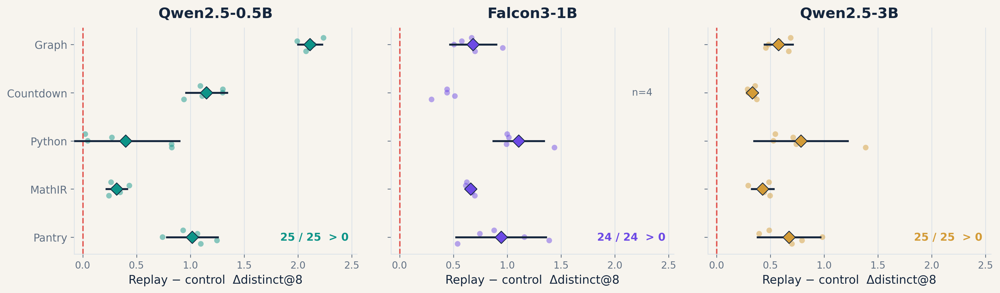 Qwen2.5-0.5B
Falcon3-1B
Qwen2.5-3B
Graph
Countdown
Python
MathIR
Pantry
n=4
25 / 25 > 0
24 / 24 > 0
25 / 25 > 0
0.0 0.5 1.0 1.5 2.0 2.5
0.0 0.5 1.0 1.5 2.0 2.5
0.0 0.5 1.0 1.5 2.0 2.5
Replay − control Δdistinct@8
Replay − control Δdistinct@8
Replay − control Δdistinct@8